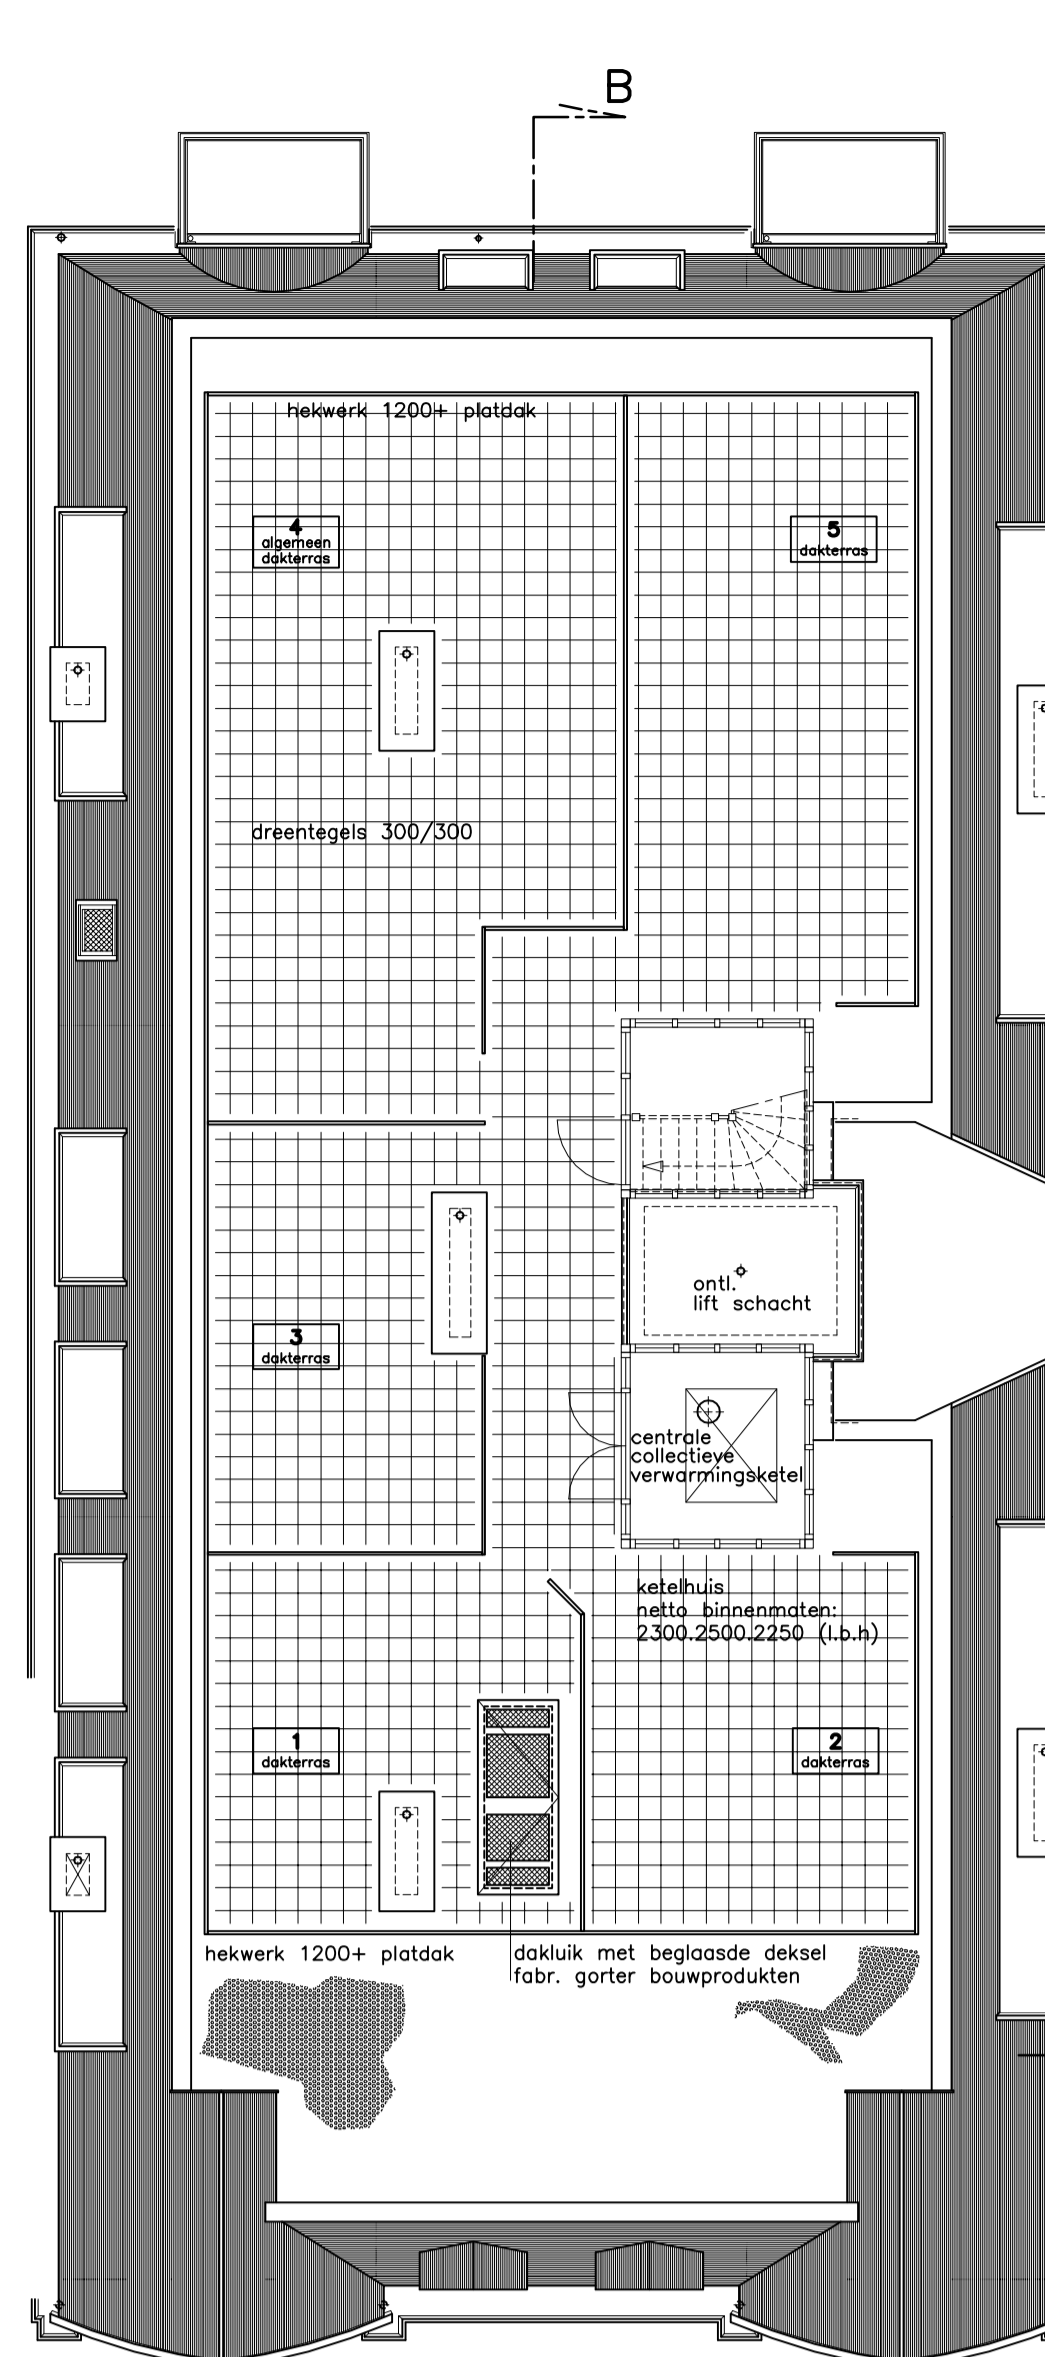 B
hekwerk 1200+ platdak
4
algemeen
dakterras
5
dakterras
dreentegels 300/300
ontl.
lift schacht
3
dakterras
centrale
collectieve
verwarmingsketel
ketelhuis
netto binnenmaten:
2300.2500.2250 (l.b.h)
1
dakterras
2
dakterras
hekwerk 1200+ platdak
dakluik met beglaasde deksel
fabr. gorter bouwprodukten